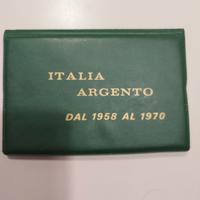 ITALIA
ARGENTO
DAL 1958 AL 1970